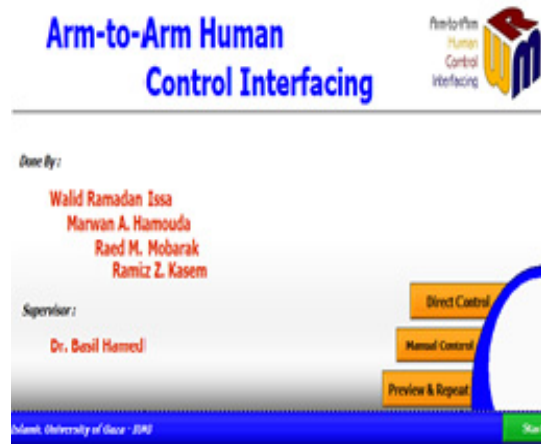 Arm-to-Arm Human
Control Interfacing
Arm-to-Arm
Human
Control
Interfacing
Done By :
Walid Ramadan Issa
Marwan A. Hamouda
Raed M. Mobarak
Ramiz Z. Kasem
Supervisor :
Dr. Basil Hamed
Direct Control
Manual Control
Preview & Repeat
Islamic University of Gaza -